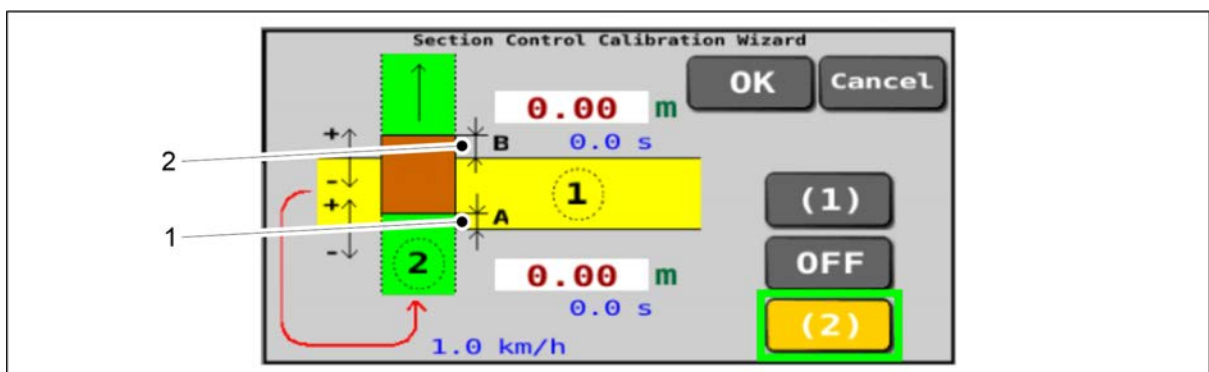 Section Control Calibration Wizard
OK Cancel
0.00 m
+ B 0.0 s
2
-
1
(1)
+ A
1
- 2
OFF
0.00 m
0.0 s
(2)
1.0 km/h